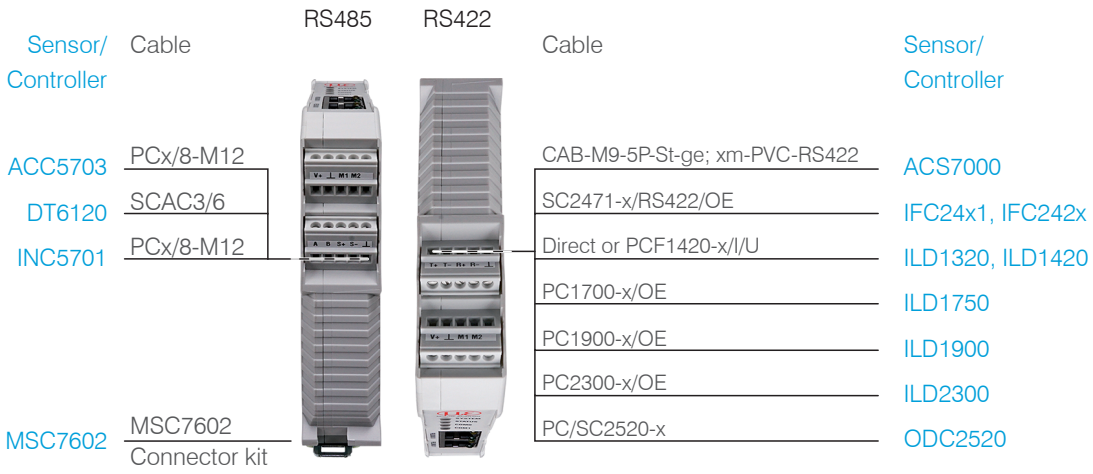 RS485 RS422
Sensor/ Cable Cable Sensor/
Controller Controller
ACC5703 PCx/8-M12 CAB-M9-5P-St-ge; xm-PVC-RS422 ACS7000
V+ ⊥ M1 M2
DT6120 SCAC3/6 SC2471-x/RS422/OE IFC24x1, IFC242x
A B S+ S- ⊥
INC5701 PCx/8-M12 Direct or PCF1420-x/I/U ILD1320, ILD1420
T+ T- R+ R- ⊥
PC1700-x/OE ILD1750
V+ ⊥ M1 M2
PC1900-x/OE ILD1900
PC2300-x/OE ILD2300
MSC7602 MSC7602 PC/SC2520-x ODC2520
Connector kit